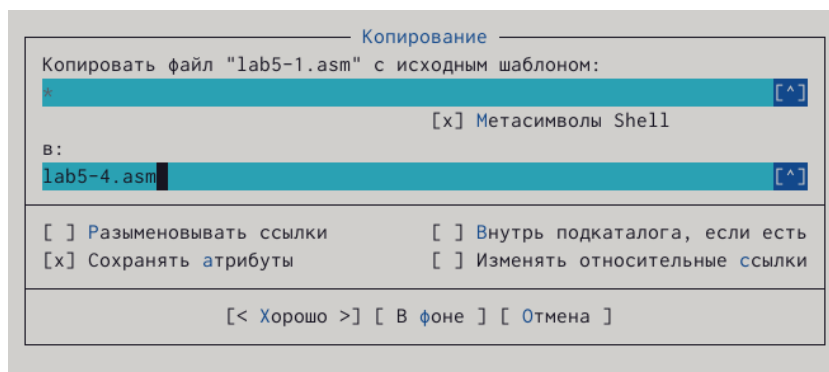 Копирование
Копировать файл "lab5-1.asm" с исходным шаблоном:
* [^]
[x] Метасимволы Shell
в:
lab5-4.asm [^]
[ ] Разыменовывать ссылки [ ] Внутрь подкаталога, если есть
[x] Сохранять атрибуты [ ] Изменять относительные ссылки
[< Хорошо >] [ В фоне ] [ Отмена ]